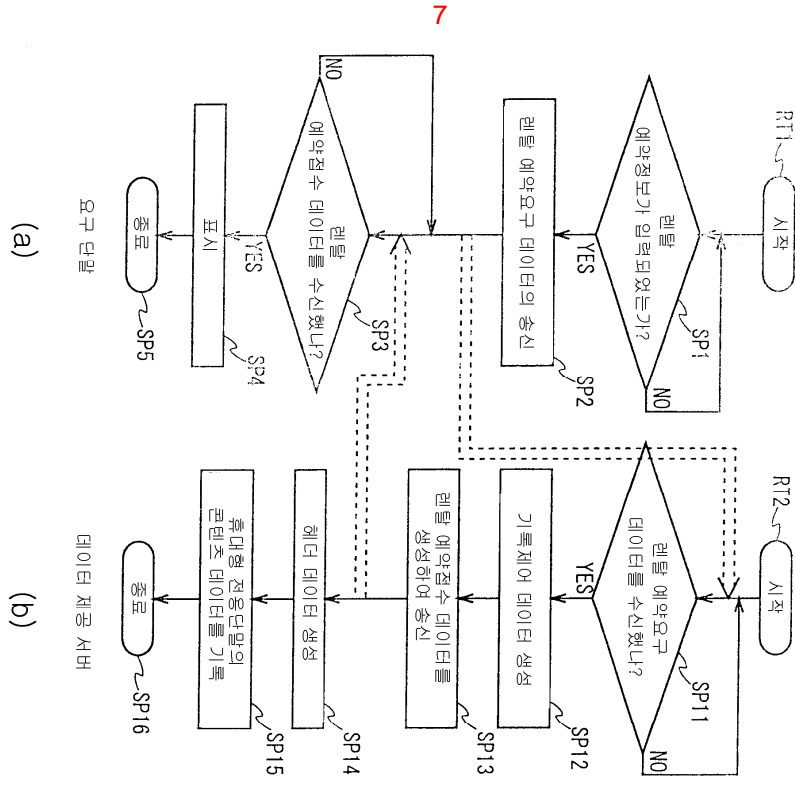 7
RT1
시작
렌탈
예약정보가 입력되었는가?
SP1
NO
YES
렌탈 예약요구 데이터의 송신
SP2
렌탈
예약접수 데이터를 수신했나?
SP3
NO
YES
표시
SP4
종료
SP5
요구 단말
(a)
RT2
시작
렌탈 예약요구
데이터를 수신했나?
SP11
NO
YES
기록제어 데이터 생성
SP12
렌탈 예약접수 데이터를
생성하여 송신
SP13
헤더 데이터 생성
SP14
휴대형 전용단말의
콘텐츠 데이터를 기록
SP15
종료
SP16
데이터 제공 서버
(b)